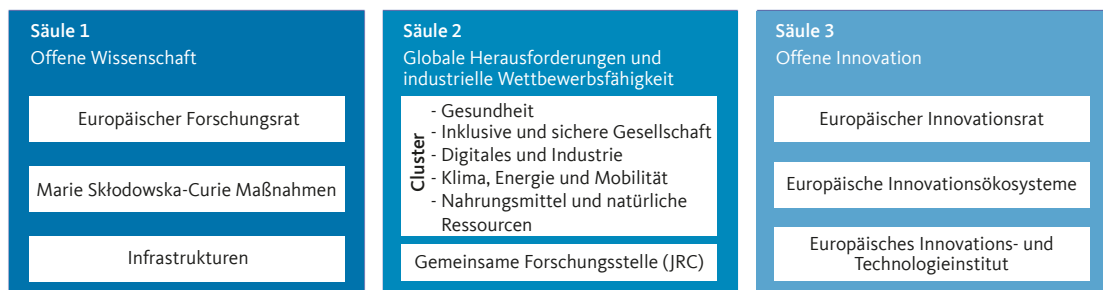 Säule 1
Offene Wissenschaft
Europäischer Forschungsrat
Marie Skłodowska-Curie Maßnahmen
Infrastrukturen
Säule 2
Globale Herausforderungen und
industrielle Wettbewerbsfähigkeit
Cluster
- Gesundheit
- Inklusive und sichere Gesellschaft
- Digitales und Industrie
- Klima, Energie und Mobilität
- Nahrungsmittel und natürliche
Ressourcen
Gemeinsame Forschungsstelle (JRC)
Säule 3
Offene Innovation
Europäischer Innovationsrat
Europäische Innovationsökosysteme
Europäisches Innovations- und
Technologieinstitut